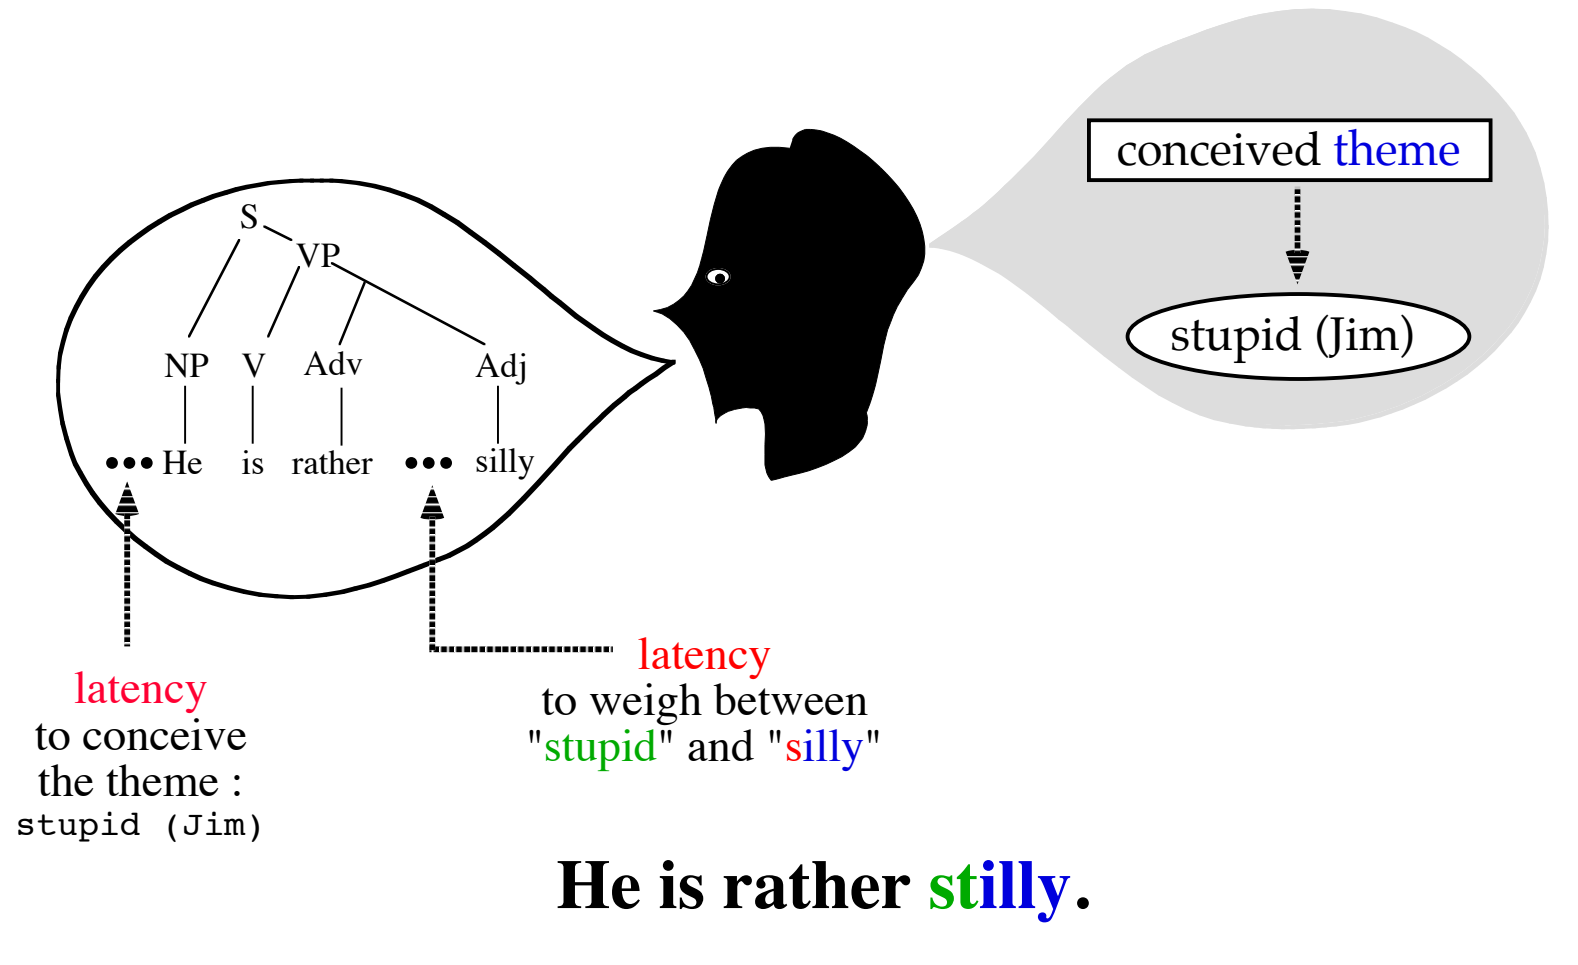 conceived theme
stupid (Jim)
S
VP
NP V Adv Adj
•••He is rather ••• silly
latency
to conceive
the theme :
stupid (Jim)
latency
to weigh between
"stupid" and "silly"
He is rather stilly.